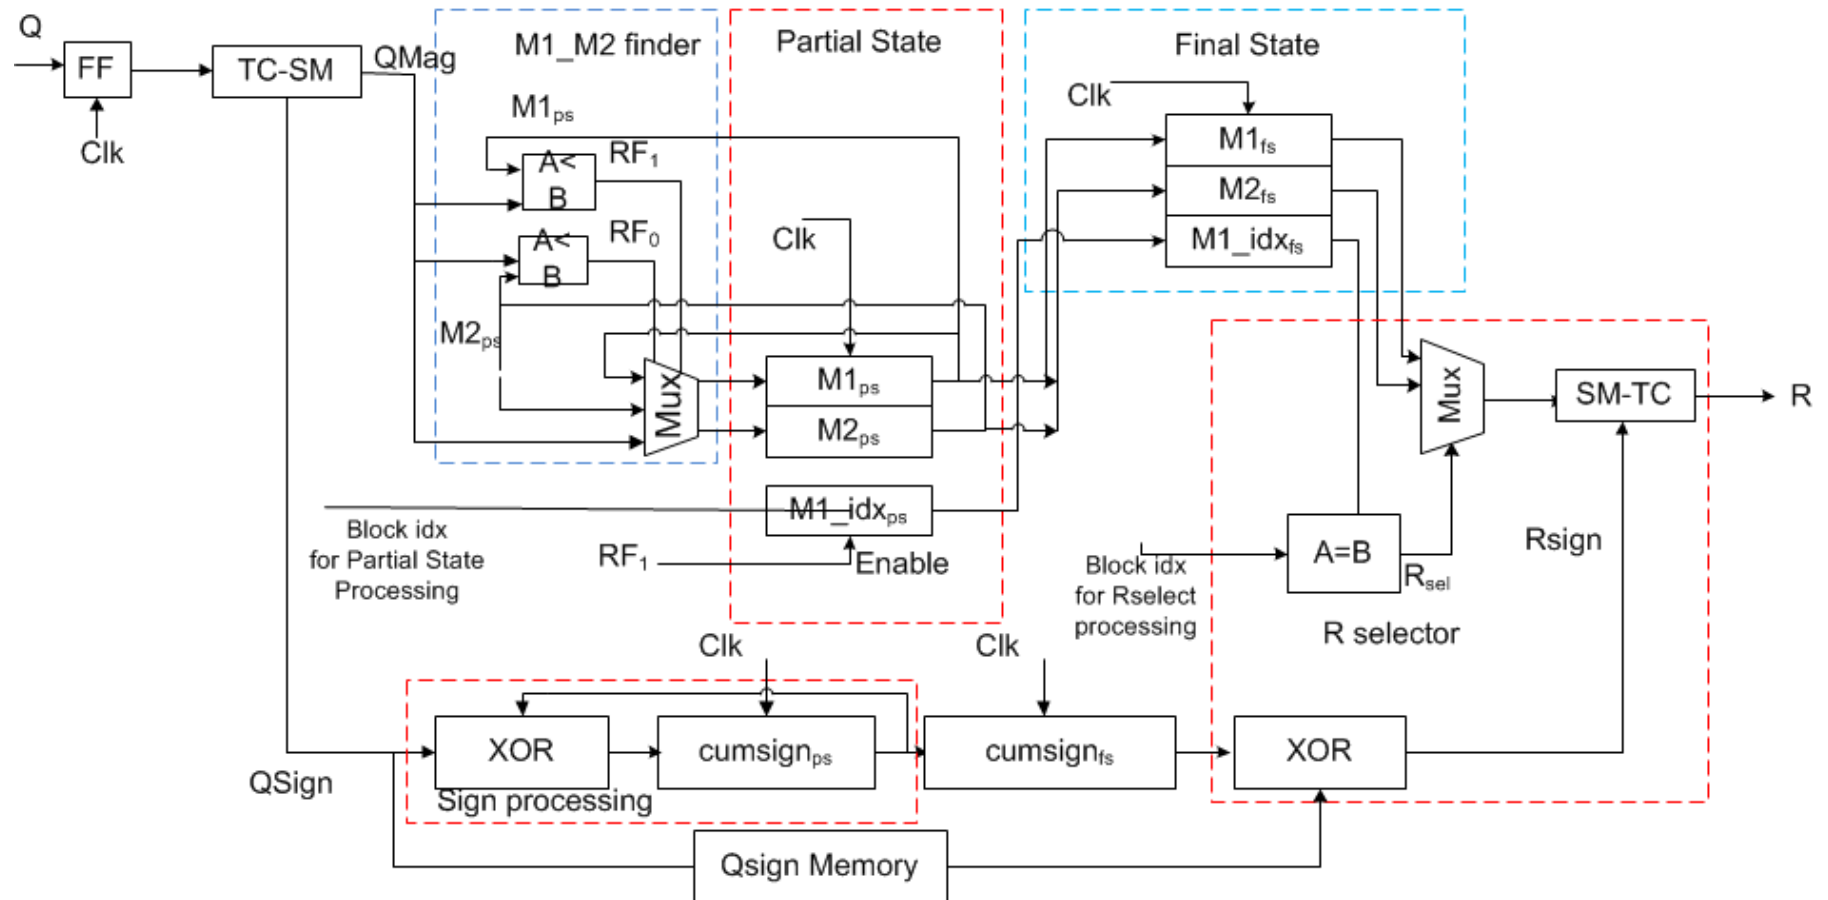 Q
FF
Clk
TC-SM
QMag
M1_M2 finder
M1ps
A<
B
RF1
A<
B
RF0
M2ps
Mux
Partial State
Clk
M1ps
M2ps
M1_idxps
Block idx
for Partial State
Processing
RF1
Enable
Final State
Clk
M1fs
M2fs
M1_idxfs
Mux
SM-TC
R
A=B
Rsel
Rsign
Block idx
for Rselect
processing
R selector
Clk
Clk
QSign
XOR
cumsignps
Sign processing
cumsignfs
XOR
Qsign Memory